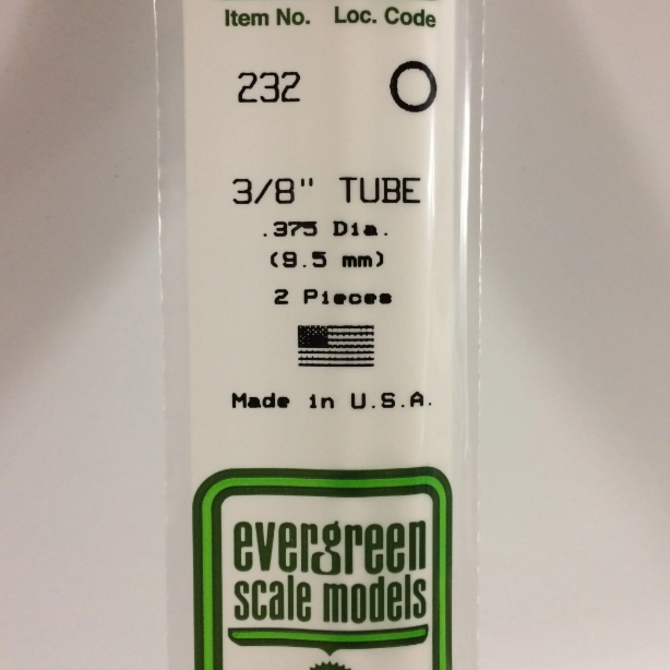 Item No. Loc. Code
232
3/8" TUBE
.375 Dia.
(9.5 mm)
2 Pieces
Made in U.S.A.
evergreen
scale models